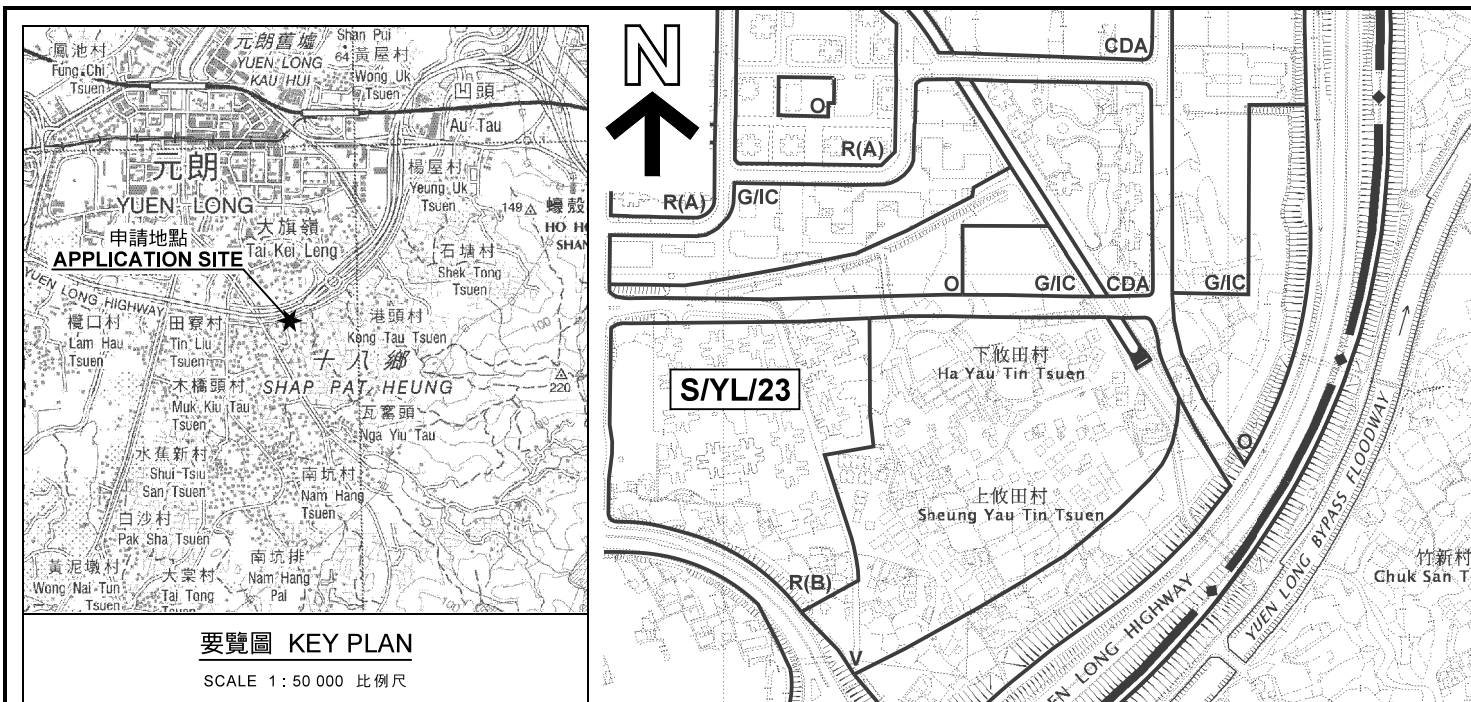 鳳池村
Fung Chi
Tsuen
元朗舊墟
YUEN LONG
KAU HUI
Shan Pui
64
黃屋村
Wong Uk
Tsuen
凹頭
Au Tau
元朗
YUEN LONG
楊屋村
Yeung Uk
Tsuen
149
蠔殼
HO H
SHAN
申請地點
APPLICATION SITE
大旗嶺
Tai Kei Leng
石塘村
Shek Tong
Tsuen
YUEN LONG HIGHWAY
欖口村
Lam Hau
Tsuen
田寮村
Tin Liu
Tsuen
港頭村
Kong Tau Tsuen
100
十八鄉
SHAP PAT HEUNG
220
木橋頭村
Muk Kiu Tau
Tsuen
瓦窰頭
Nga Yiu Tau
水蕉新村
Shui Tsiu
San Tsuen
南坑村
Nam Hang
Tsuen
白沙村
Pak Sha Tsuen
黃泥墩村
Wong Nai Tun
Tsuen
大棠村
Tai Tong
Tsuen
南坑排
Nam Hang
Pai
要覽圖 KEY PLAN
SCALE 1 : 50 000 比例尺
N
CDA
O
R(A)
R(A)
G/IC
O
G/IC
CDA
G/IC
S/YL/23
下攸田村
Ha Yau Tin Tsuen
上攸田村
Sheung Yau Tin Tsuen
O
R(B)
V
EN LONG HIGHWAY
YUEN LONG BYPASS FLOODWAY
竹新村
Chuk San T